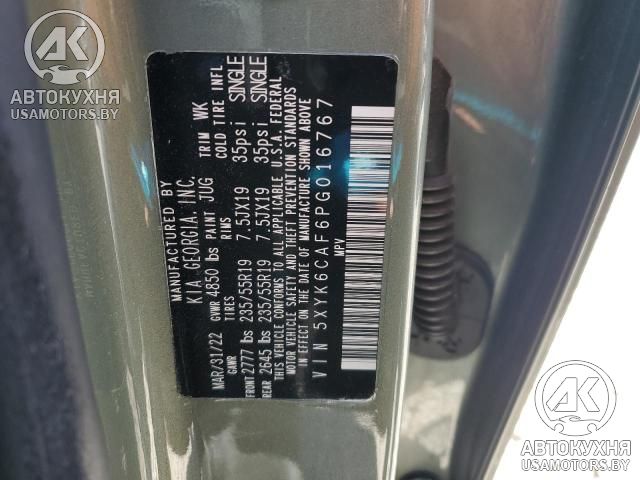 AK
АВТОКУХНЯ
USAMOTORS.BY
MANUFACTURED BY
KIA GEORGIA, INC.
MAR/31/22 GVWR 4850 lbs PAINT JUG TRIM WK
GAWR TIRES RIMS COLD TIRE INFL
FRONT 2777 lbs 235/55R19 7.5JX19 35psi SINGLE
REAR 2645 lbs 235/55R19 7.5JX19 35psi SINGLE
THIS VEHICLE CONFORMS TO ALL APPLICABLE U.S.A. FEDERAL
MOTOR VEHICLE SAFETY AND THEFT PREVENTION STANDARDS
IN EFFECT ON THE DATE OF MANUFACTURE SHOWN ABOVE
VIN 5XYK6CAF6PG016767
MPV
AK
АВТОКУХНЯ
USAMOTORS.BY